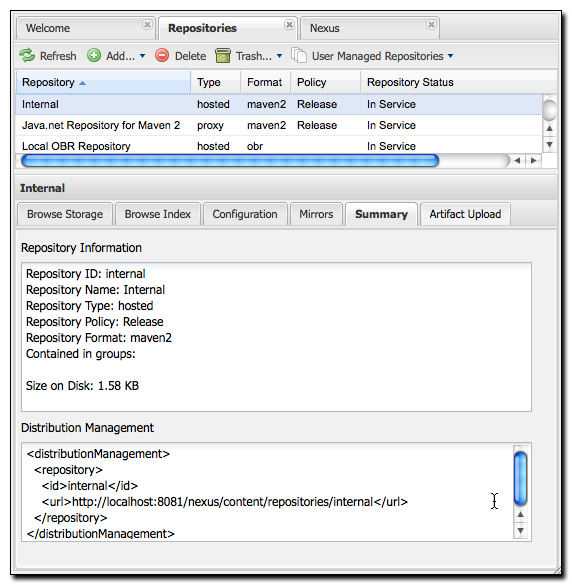 Welcome Repositories Nexus
Refresh Add... Delete Trash... User Managed Repositories
Repository Type Format Policy Repository Status
Internal hosted maven2 Release In Service
Java.net Repository for Maven 2 proxy maven2 Release In Service
Local OBR Repository hosted obr In Service
Internal
Browse Storage Browse Index Configuration Mirrors Summary Artifact Upload
Repository Information
Repository ID: internal
Repository Name: Internal
Repository Type: hosted
Repository Policy: Release
Repository Format: maven2
Contained in groups:
Size on Disk: 1.58 KB
Distribution Management
<distributionManagement>
<repository>
<id>internal</id>
<url>http://localhost:8081/nexus/content/repositories/internal</url>
</repository>
</distributionManagement>